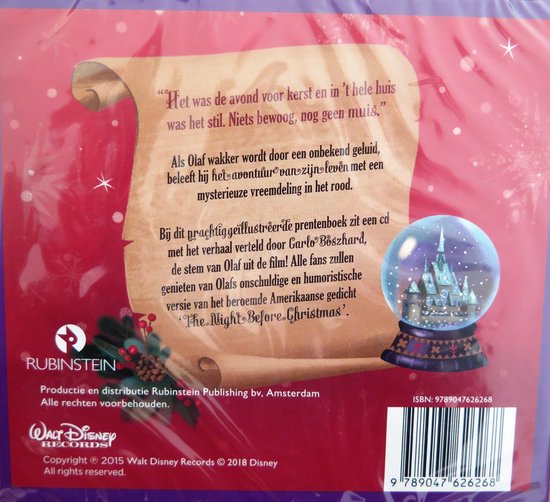 "Het was de avond voor kerst en in 't hele huis
was het stil. Niets bewoog, nog geen muis."
Als Olaf wakker wordt door een onbekend geluid,
beleeft hij het avontuur van zijn leven met een
mysterieuze vreemdeling in het rood.
Bij dit prachtig geïllustreerde prentenboek zit een cd
met het verhaal verteld door Carlo Boszhard,
de stem van Olaf uit de film! Alle fans zullen
genieten van Olafs onschuldige en humoristische
versie van het beroemde Amerikaanse gedicht
'The Night Before Christmas'.
RUBINSTEIN
Productie en distributie Rubinstein Publishing bv, Amsterdam
Alle rechten voorbehouden.
WALT DISNEY
RECORDS
Copyright ℗ 2015 Walt Disney Records © 2018 Disney
All rights reserved.
ISBN: 9789047626268
9 789047 626268